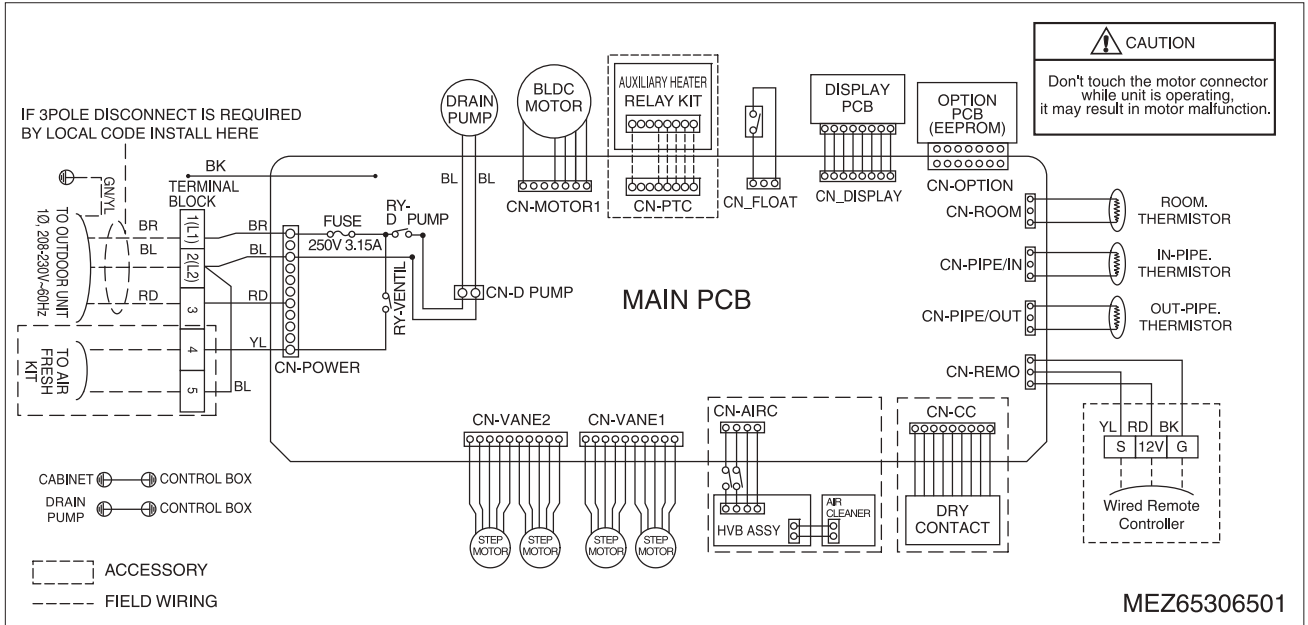 CAUTION
Don't touch the motor connector
while unit is operating,
it may result in motor malfunction.
IF 3POLE DISCONNECT IS REQUIRED
BY LOCAL CODE INSTALL HERE
DRAIN
PUMP
BLDC
MOTOR
AUXILIARY HEATER
RELAY KIT
DISPLAY
PCB
OPTION
PCB
(EEPROM)
BL
BL
CN-MOTOR1
CN-PTC
CN_FLOAT
CN_DISPLAY
CN-OPTION
GN/YL
BK
TERMINAL
BLOCK
TO OUTDOOR UNIT
1Ø, 208-230V~60Hz
BR
1(L1)
BR
BL
2(L2)
BL
RD
3
RD
4
YL
5
BL
TO AIR
FRESH
KIT
CN-POWER
FUSE
250V 3.15A
RY-
D_PUMP
RY-VENTIL
CN-D PUMP
MAIN PCB
CN-ROOM
ROOM.
THERMISTOR
CN-PIPE/IN
IN-PIPE.
THERMISTOR
CN-PIPE/OUT
OUT-PIPE.
THERMISTOR
CN-REMO
YL RD BK
S 12V G
Wired Remote
Controller
CN-VANE2
CN-VANE1
CN-AIRC
CN-CC
STEP
MOTOR
STEP
MOTOR
STEP
MOTOR
STEP
MOTOR
HVB ASSY
AIR
CLEANER
DRY
CONTACT
CABINET
CONTROL BOX
DRAIN
PUMP
CONTROL BOX
ACCESSORY
FIELD WIRING
MEZ65306501